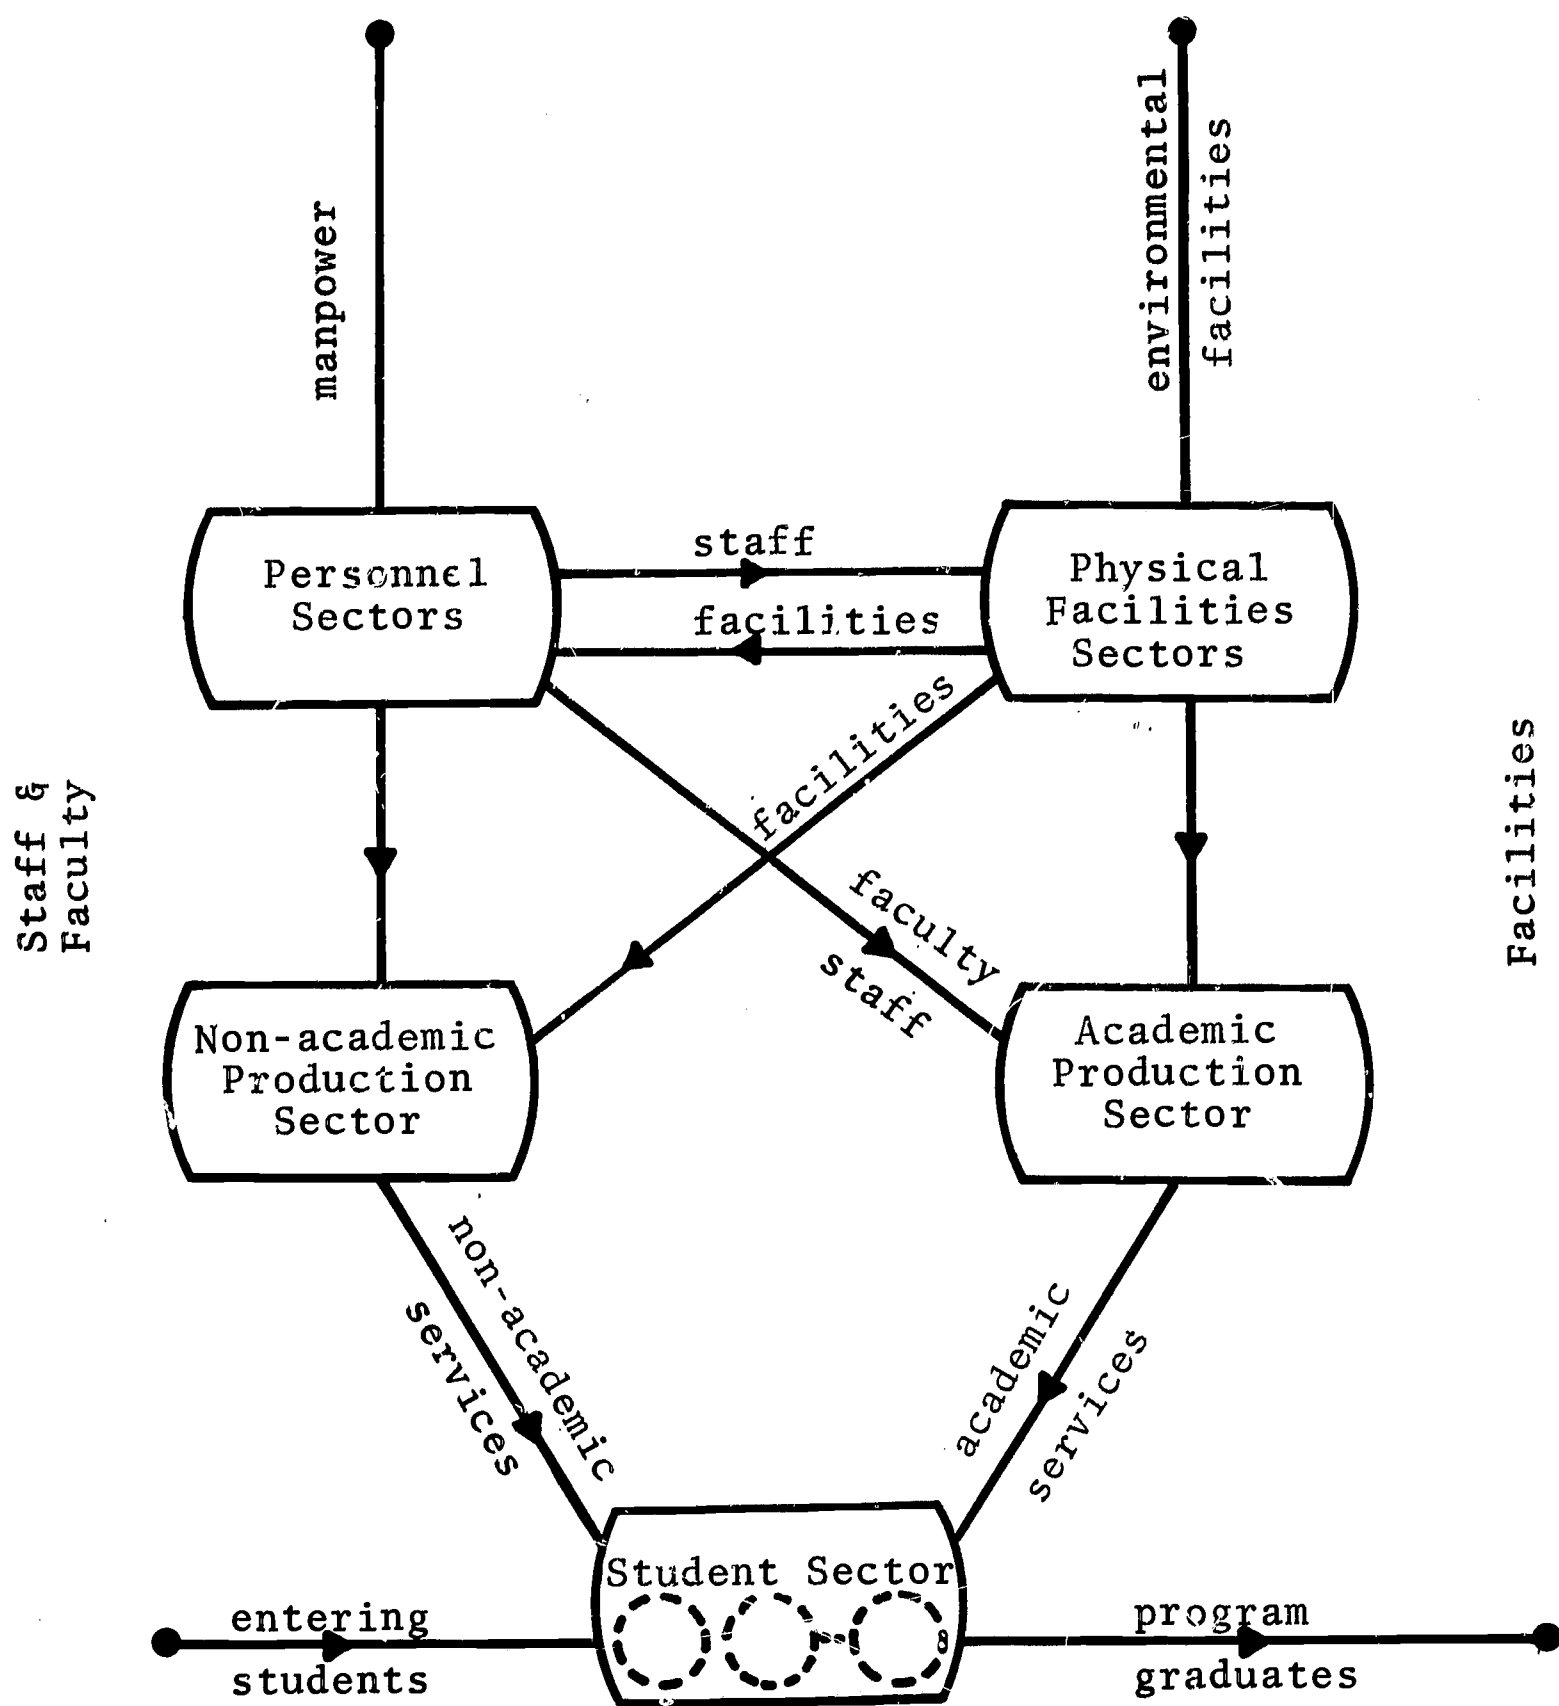 manpower
environmental
facilities
staff
facilities
Personnel
Sectors
Physical
Facilities
Sectors
facilities
Staff &
Faculty
Facilities
faculty
staff
Non-academic
Production
Sector
Academic
Production
Sector
non-academic
services
academic
services
Student Sector
entering
students
program
graduates